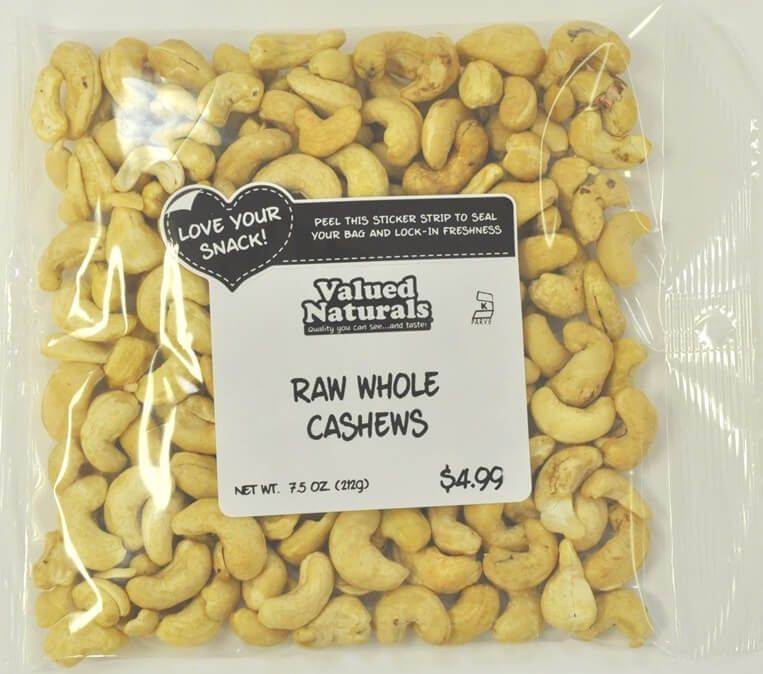 LOVE YOUR
SNACK!
PEEL THIS STICKER STRIP TO SEAL
YOUR BAG AND LOCK-IN FRESHNESS
Valued
Naturals
Quality you can see...and taste!
K
PARVE
RAW WHOLE
CASHEWS
NET WT. 7.5 OZ (212g)
$4.99